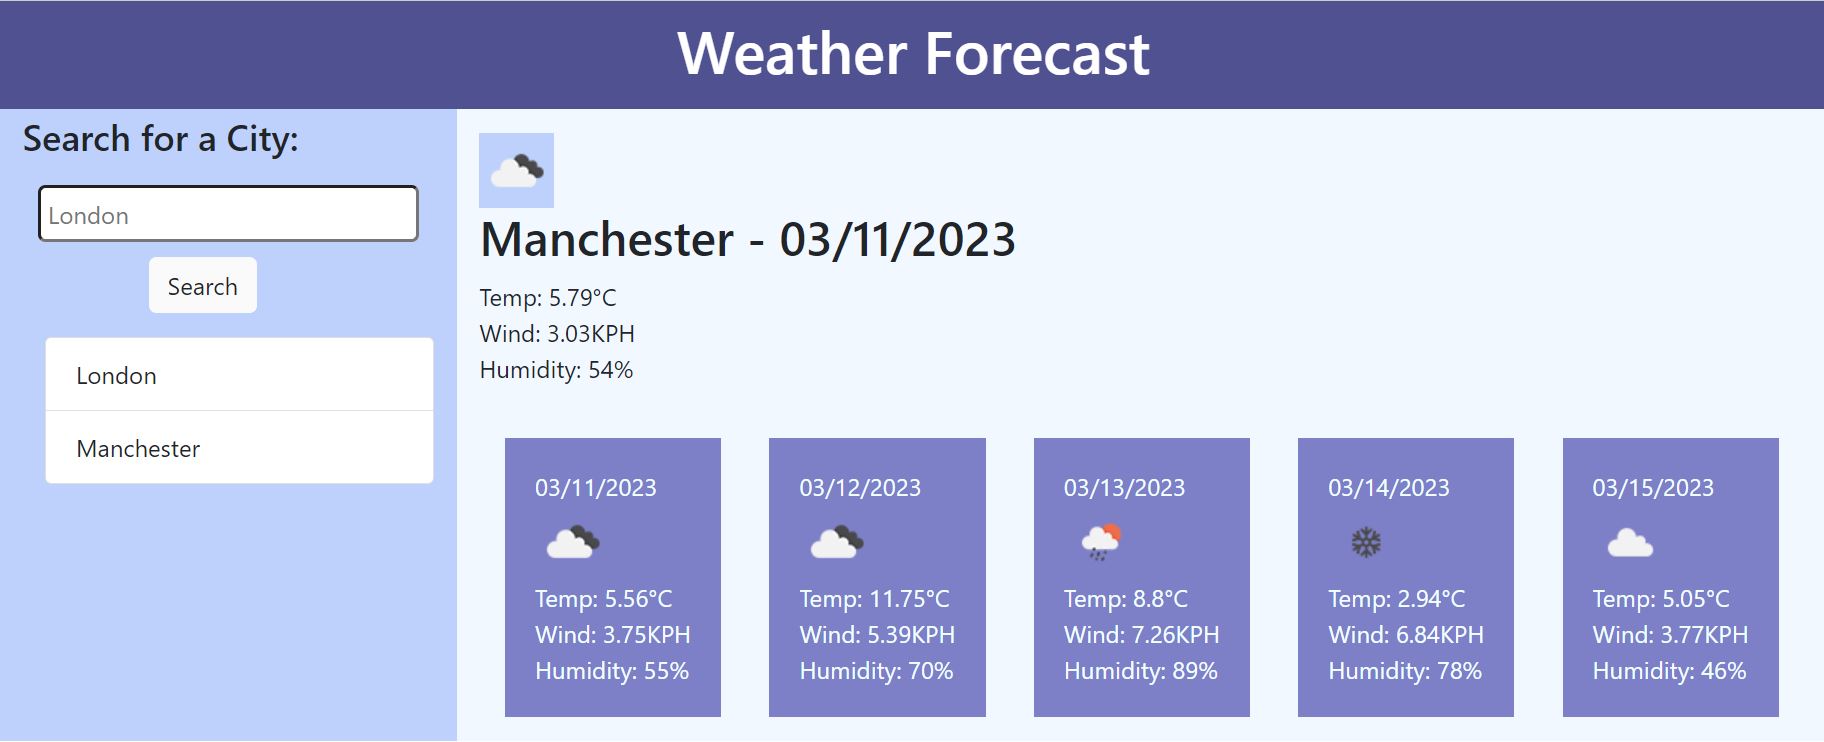 Weather Forecast
Search for a City:
London
Search
London
Manchester
Manchester - 03/11/2023
Temp: 5.79°C
Wind: 3.03KPH
Humidity: 54%
03/11/2023
Temp: 5.56°C
Wind: 3.75KPH
Humidity: 55%
03/12/2023
Temp: 11.75°C
Wind: 5.39KPH
Humidity: 70%
03/13/2023
Temp: 8.8°C
Wind: 7.26KPH
Humidity: 89%
03/14/2023
Temp: 2.94°C
Wind: 6.84KPH
Humidity: 78%
03/15/2023
Temp: 5.05°C
Wind: 3.77KPH
Humidity: 46%